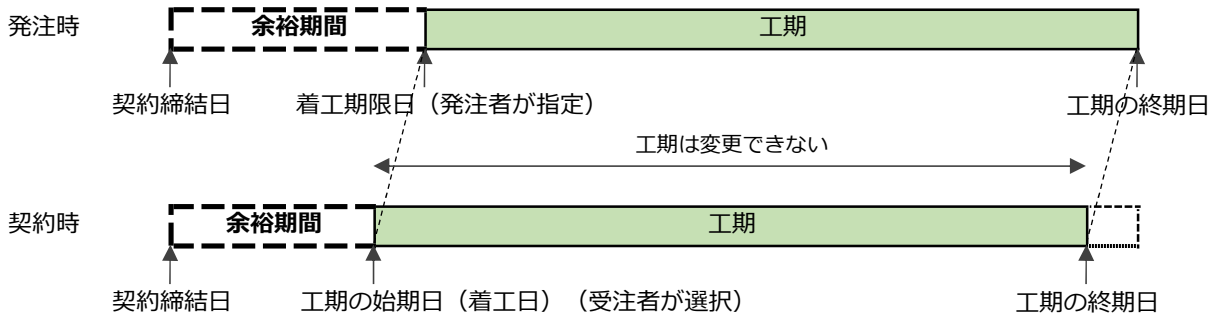 発注時
余裕期間
工期
契約締結日
着工期限日（発注者が指定）
工期の終期日
工期は変更できない
契約時
余裕期間
工期
契約締結日
工期の始期日（着工日）（受注者が選択）
工期の終期日